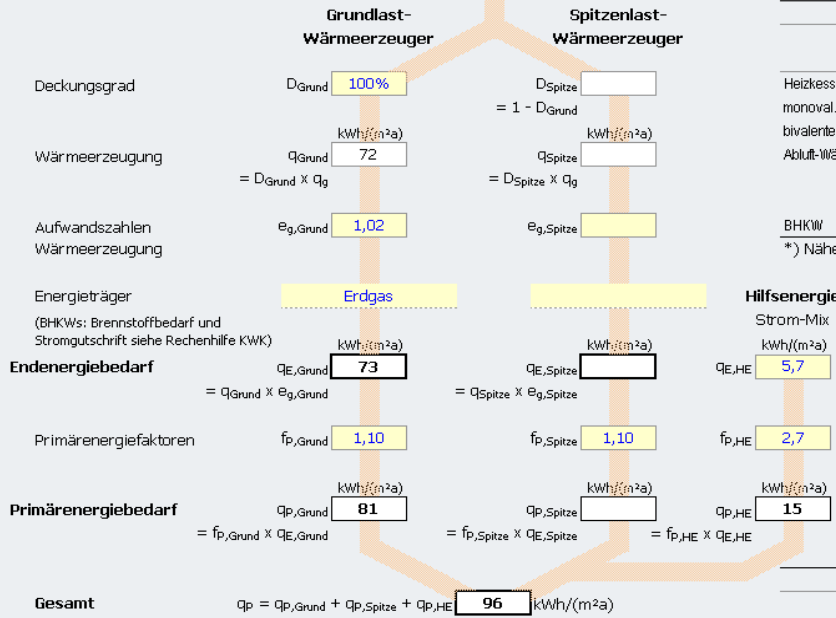 Grundlast-
Wärmeerzeuger
Spitzenlast-
Wärmeerzeuger
Deckungsgrad
DGrund 100%
DSpitze
= 1 - DGrund
Heizkess
monoval.
bivalente
Abluft-Wä
kWh/(m²a)
kWh/(m²a)
Wärmeerzeugung
qGrund 72
qSpitze
= DGrund x qg
= DSpitze x qg
Aufwandszahlen
Wärmeerzeugung
eg,Grund 1,02
eg,Spitze
BHKW
*) Nähe
Energieträger
Erdgas
Hilfsenergie
Strom-Mix
(BHKWs: Brennstoffbedarf und
Stromgutschrift siehe Rechenhilfe KWK)
kWh/(m²a)
kWh/(m²a)
kWh/(m²a)
Endenergiebedarf
qE,Grund 73
qE,Spitze
qE,HE 5,7
= qGrund x eg,Grund
= qSpitze x eg,Spitze
Primärenergiefaktoren
fP,Grund 1,10
fP,Spitze 1,10
fP,HE 2,7
kWh/(m²a)
kWh/(m²a)
kWh/(m²a)
Primärenergiebedarf
qP,Grund 81
qP,Spitze
qP,HE 15
= fP,Grund x qE,Grund
= fP,Spitze x qE,Spitze
= fP,HE x qE,HE
Gesamt
qP = qP,Grund + qP,Spitze + qP,HE 96 kWh/(m²a)